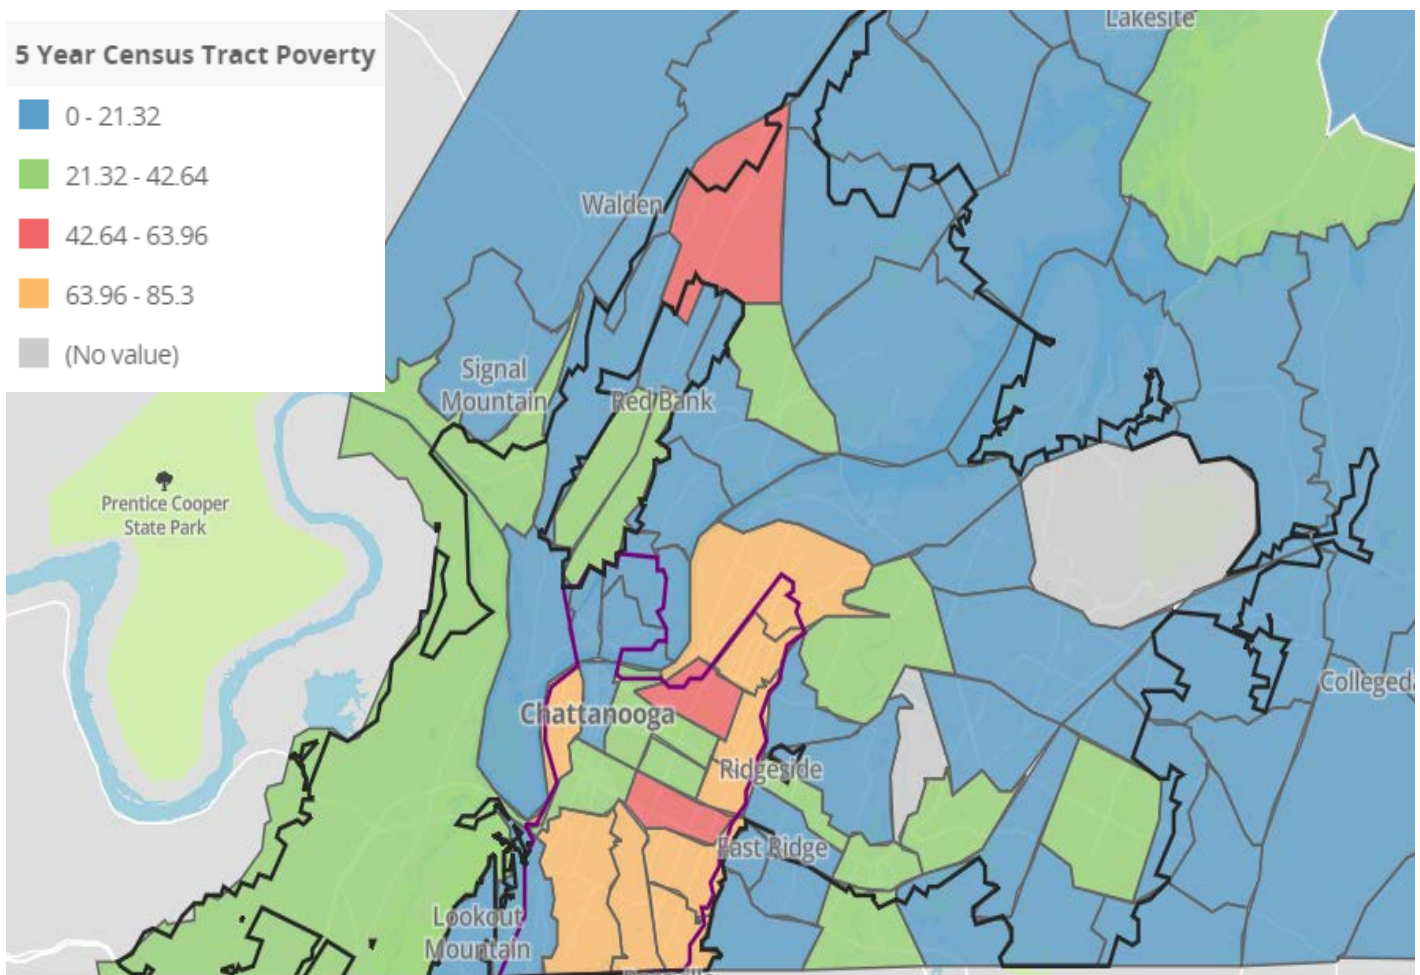 5 Year Census Tract Poverty
0 - 21.32
21.32 - 42.64
42.64 - 63.96
63.96 - 85.3
(No value)
Lakesite
Walden
Signal
Mountain
Red Bank
Prentice Cooper
State Park
Collegeda
Chattanooga
Ridgeside
East Ridge
Lookout
Mountain